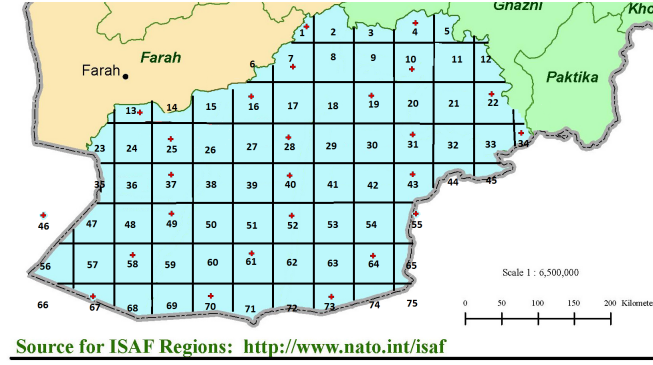 Ghazni
Kho
1 2 3 4 5
Farah
6 7 8 9 10 11 12
Farah
Paktika
13 14 15 16 17 18 19 20 21 22
23 24 25 26 27 28 29 30 31 32 33 34
35 36 37 38 39 40 41 42 43 44 45
46 47 48 49 50 51 52 53 54 55
56 57 58 59 60 61 62 63 64 65
Scale 1 : 6,500,000
66 67 68 69 70 71 72 73 74 75
0 50 100 150 200 Kilomete
Source for ISAF Regions: http://www.nato.int/isaf